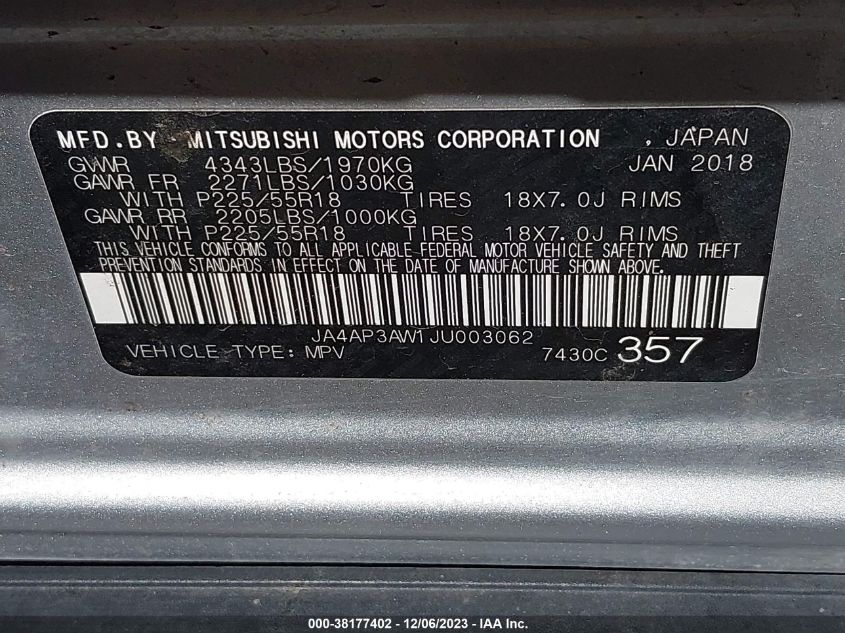 MFD.BY MITSUBISHI MOTORS CORPORATION , JAPAN
GVWR 4343LBS/1970KG JAN 2018
GAWR FR 2271LBS/1030KG
WITH P225/55R18 TIRES 18X7.0J RIMS
GAWR RR 2205LBS/1000KG
WITH P225/55R18 TIRES 18X7.0J RIMS
THIS VEHICLE CONFORMS TO ALL APPLICABLE FEDERAL MOTOR VEHICLE SAFETY AND THEFT
PREVENTION STANDARDS IN EFFECT ON THE DATE OF MANUFACTURE SHOWN ABOVE.
JA4AP3AW1JU003062
VEHICLE TYPE: MPV 7430C 357
000-38177402 - 12/06/2023 - IAA Inc.